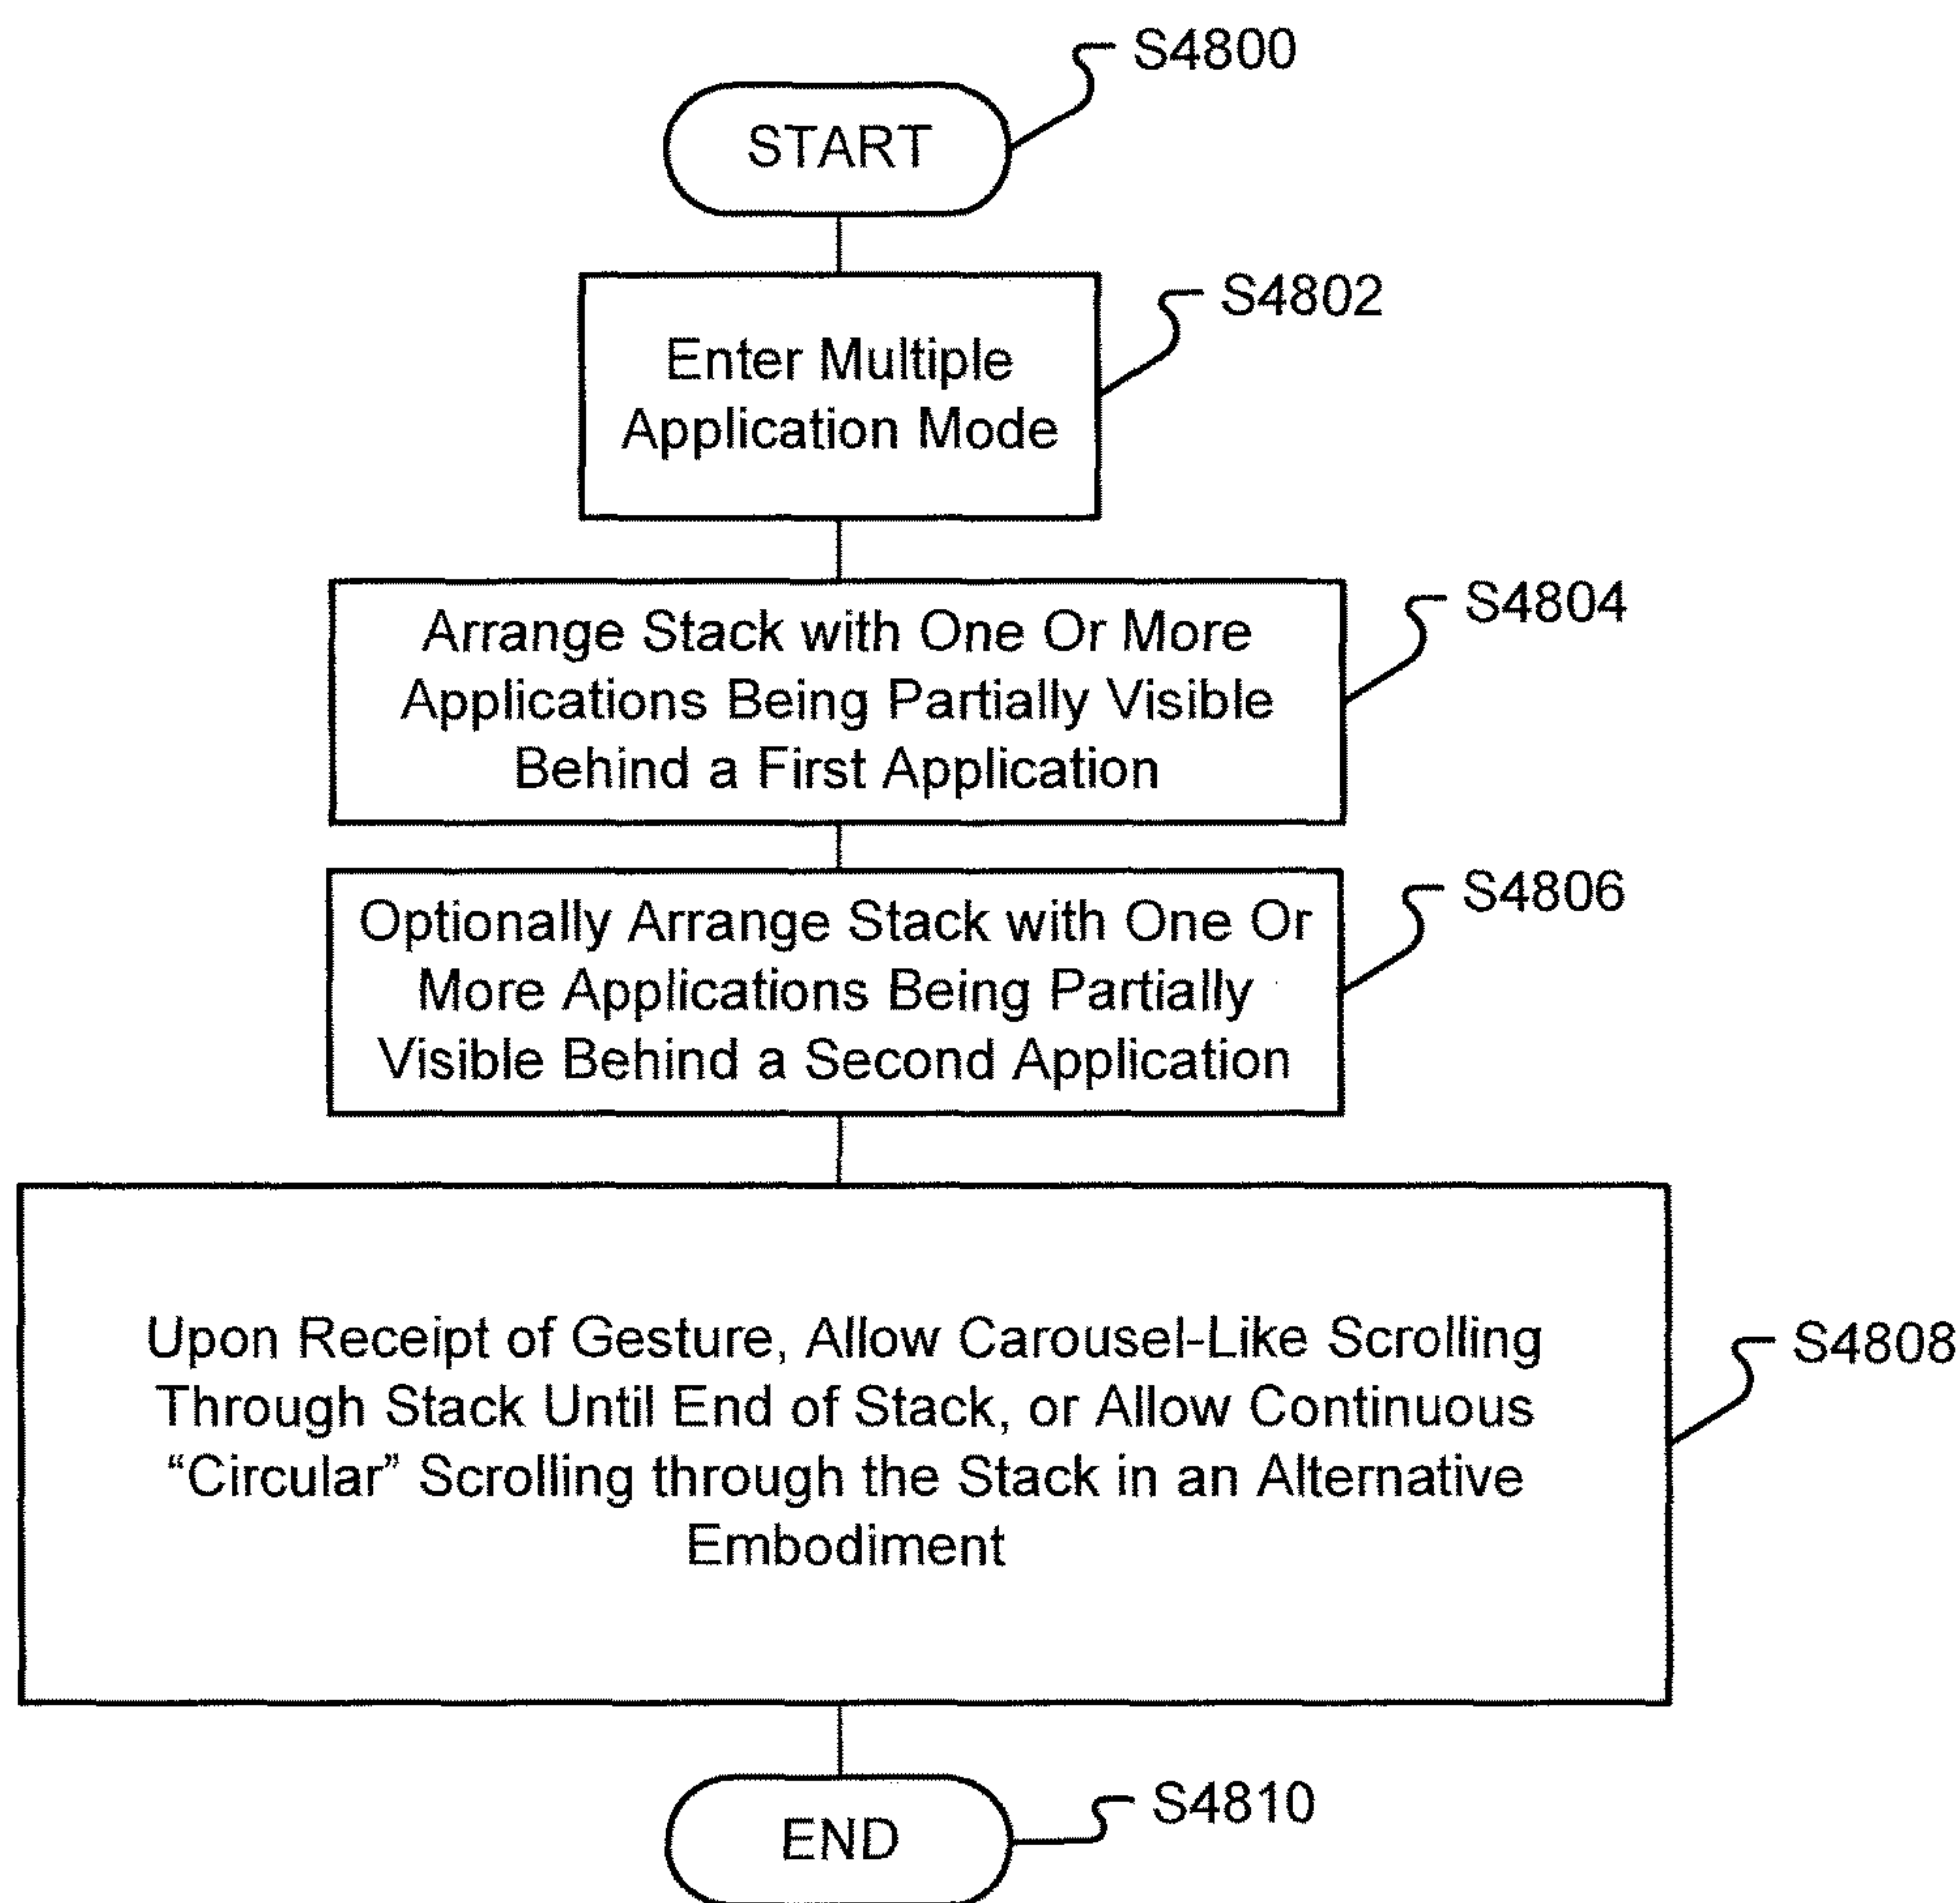 S4800
START
S4802
Enter Multiple
Application Mode
S4804
Arrange Stack with One Or More
Applications Being Partially Visible
Behind a First Application
S4806
Optionally Arrange Stack with One Or
More Applications Being Partially
Visible Behind a Second Application
Upon Receipt of Gesture, Allow Carousel-Like Scrolling
S4808
Through Stack Until End of Stack, or Allow Continuous
“Circular” Scrolling through the Stack in an Alternative
Embodiment
S4810
END